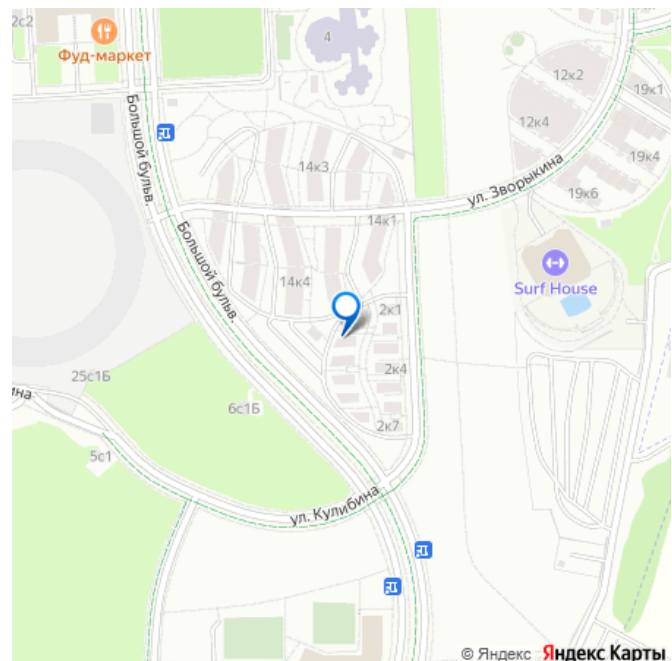 2с2
Фуд-маркет
4
12к2
19к1
12к4
19к4
Большой бульв.
14к3
ул. Зворыкина
19к6
14к1
Большой бульв.
14к4
Surf House
2к1
25с1Б
2к4
ина
6с1Б
2к7
5с1
ул. Кулибина
© Яндекс Яндекс Карты